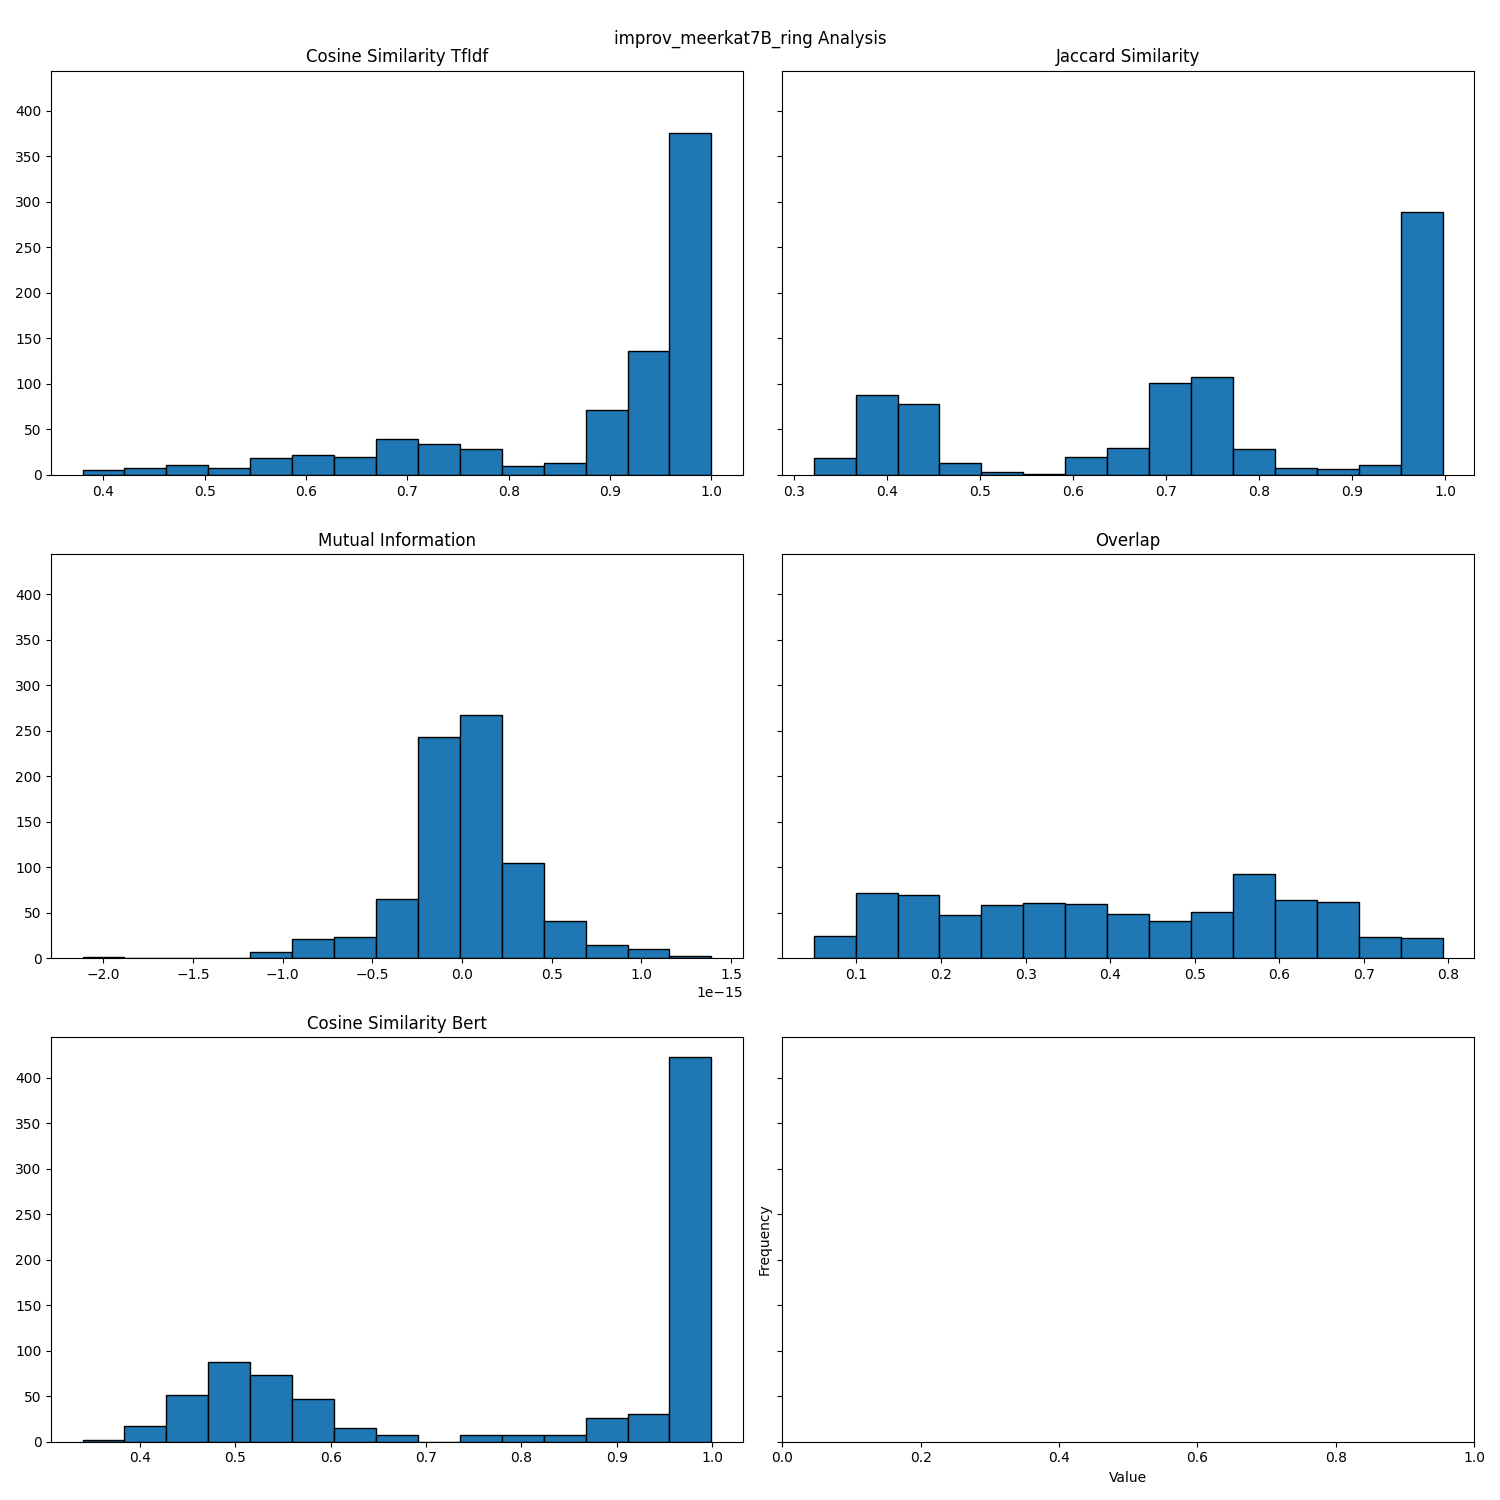 improv_meerkat7B_ring Analysis
Cosine Similarity TfIdf
Jaccard Similarity
400
350
300
250
200
150
100
50
0
0.4 0.5 0.6 0.7 0.8 0.9 1.0
0.3 0.4 0.5 0.6 0.7 0.8 0.9 1.0
Mutual Information
Overlap
400
350
300
250
200
150
100
50
0
−2.0 −1.5 −1.0 −0.5 0.0 0.5 1.0 1.5
1e−15
0.1 0.2 0.3 0.4 0.5 0.6 0.7 0.8
Cosine Similarity Bert
400
350
300
250
200
150
100
50
0
0.4 0.5 0.6 0.7 0.8 0.9 1.0
Frequency
0.0 0.2 0.4 0.6 0.8 1.0
Value